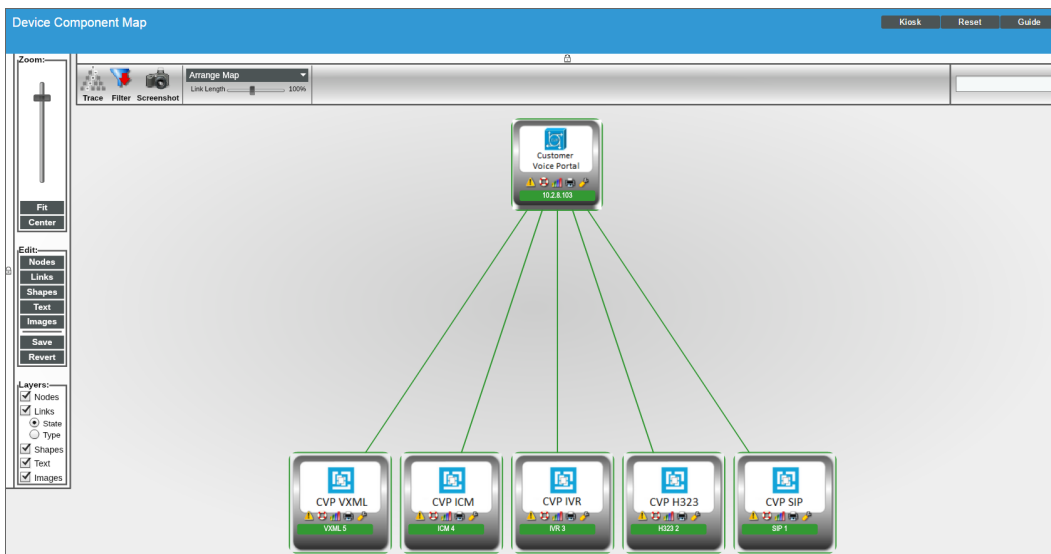 Device Component Map
Kiosk
Reset
Guide
Zoom:
Trace
Filter
Screenshot
Arrange Map
Link Length
100%
Fit
Center
Edit:
Nodes
Links
Shapes
Text
Images
Save
Revert
Layers:
Nodes
Links
State
Type
Shapes
Text
Images
Customer
Voice Portal
10.2.8.103
CVP VXML
VXML 5
CVP ICM
ICM 4
CVP IVR
IVR 3
CVP H323
H323 2
CVP SIP
SIP 1